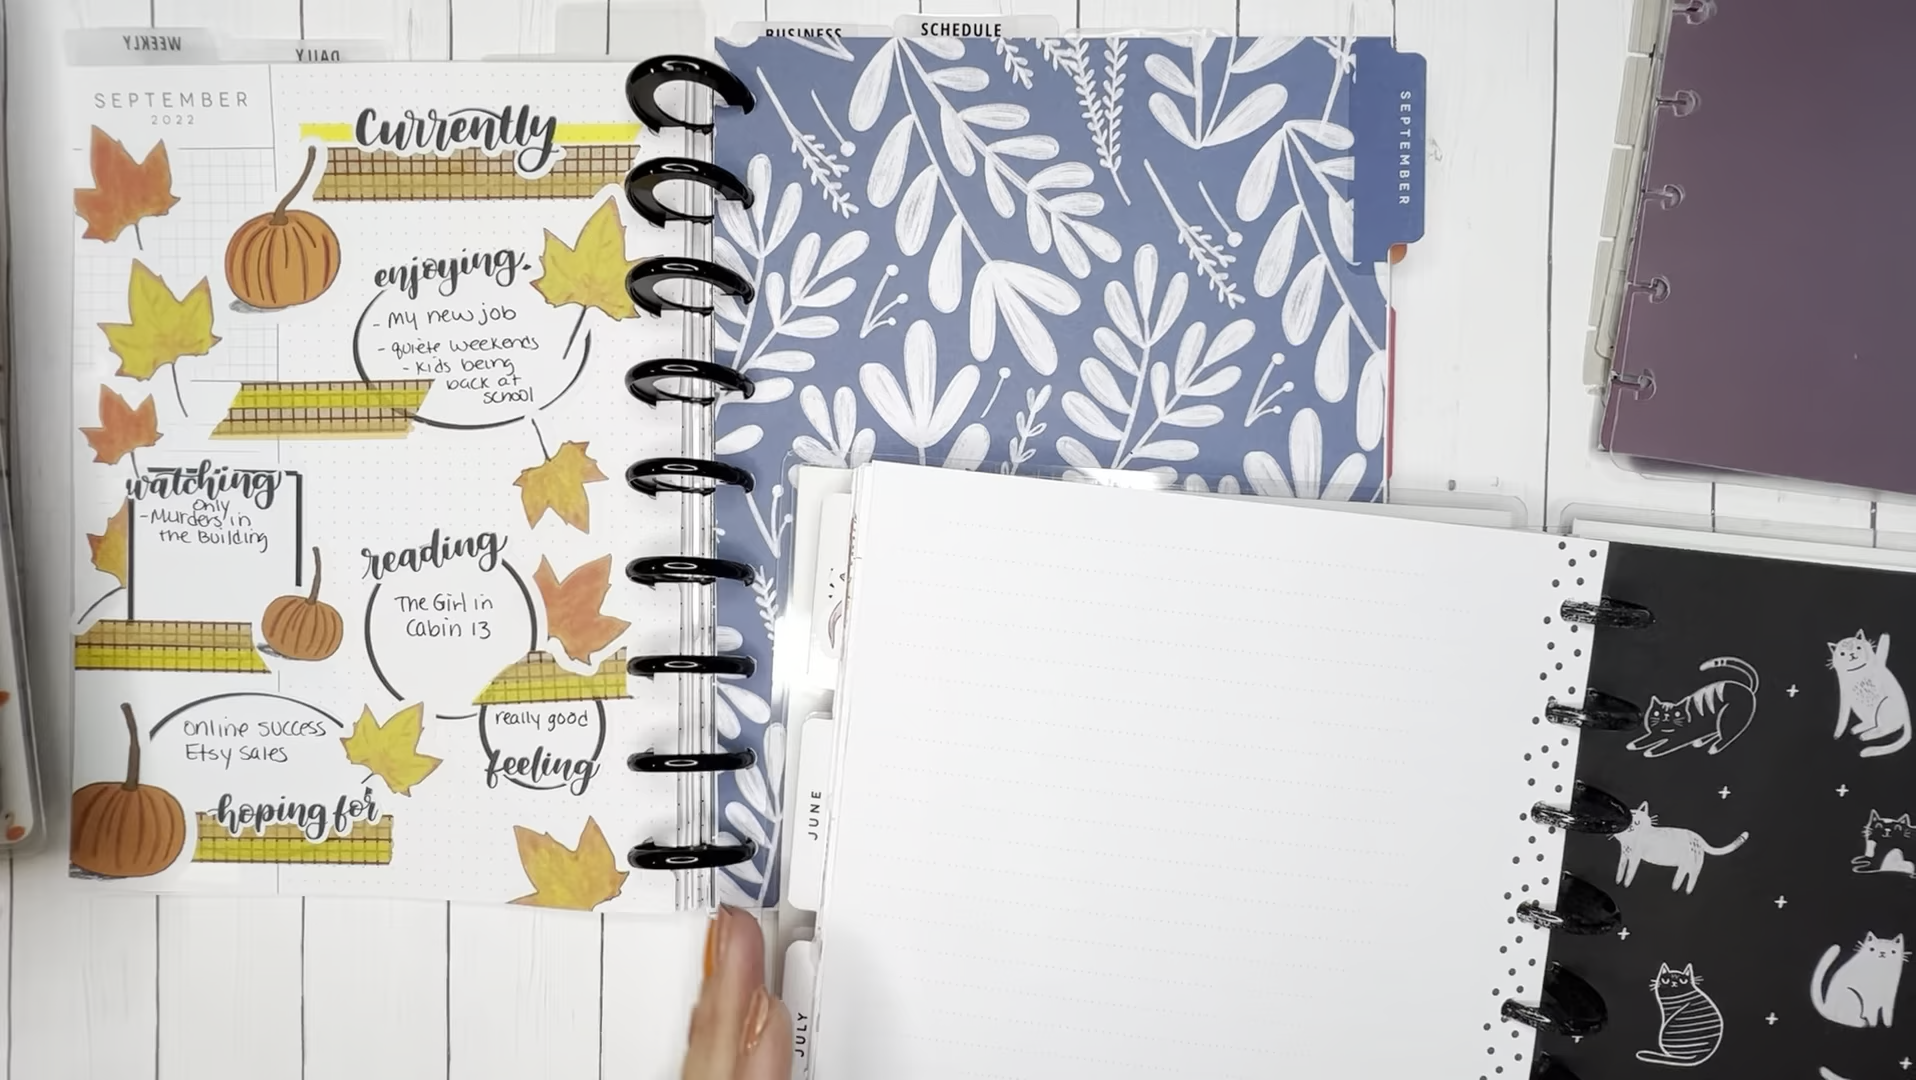 WEEKLY
DAILY
BUSINESS
SCHEDULE
SEPTEMBER
2022
Currently
enjoying.
- My new job
- quiete weekends
- Kids being
back at
school
watching
only
- Murders in
the Building
reading
The Girl in
Cabin 13
really good
feeling
online success
Etsy sales
hoping for
SEPTEMBER
JUNE
JULY